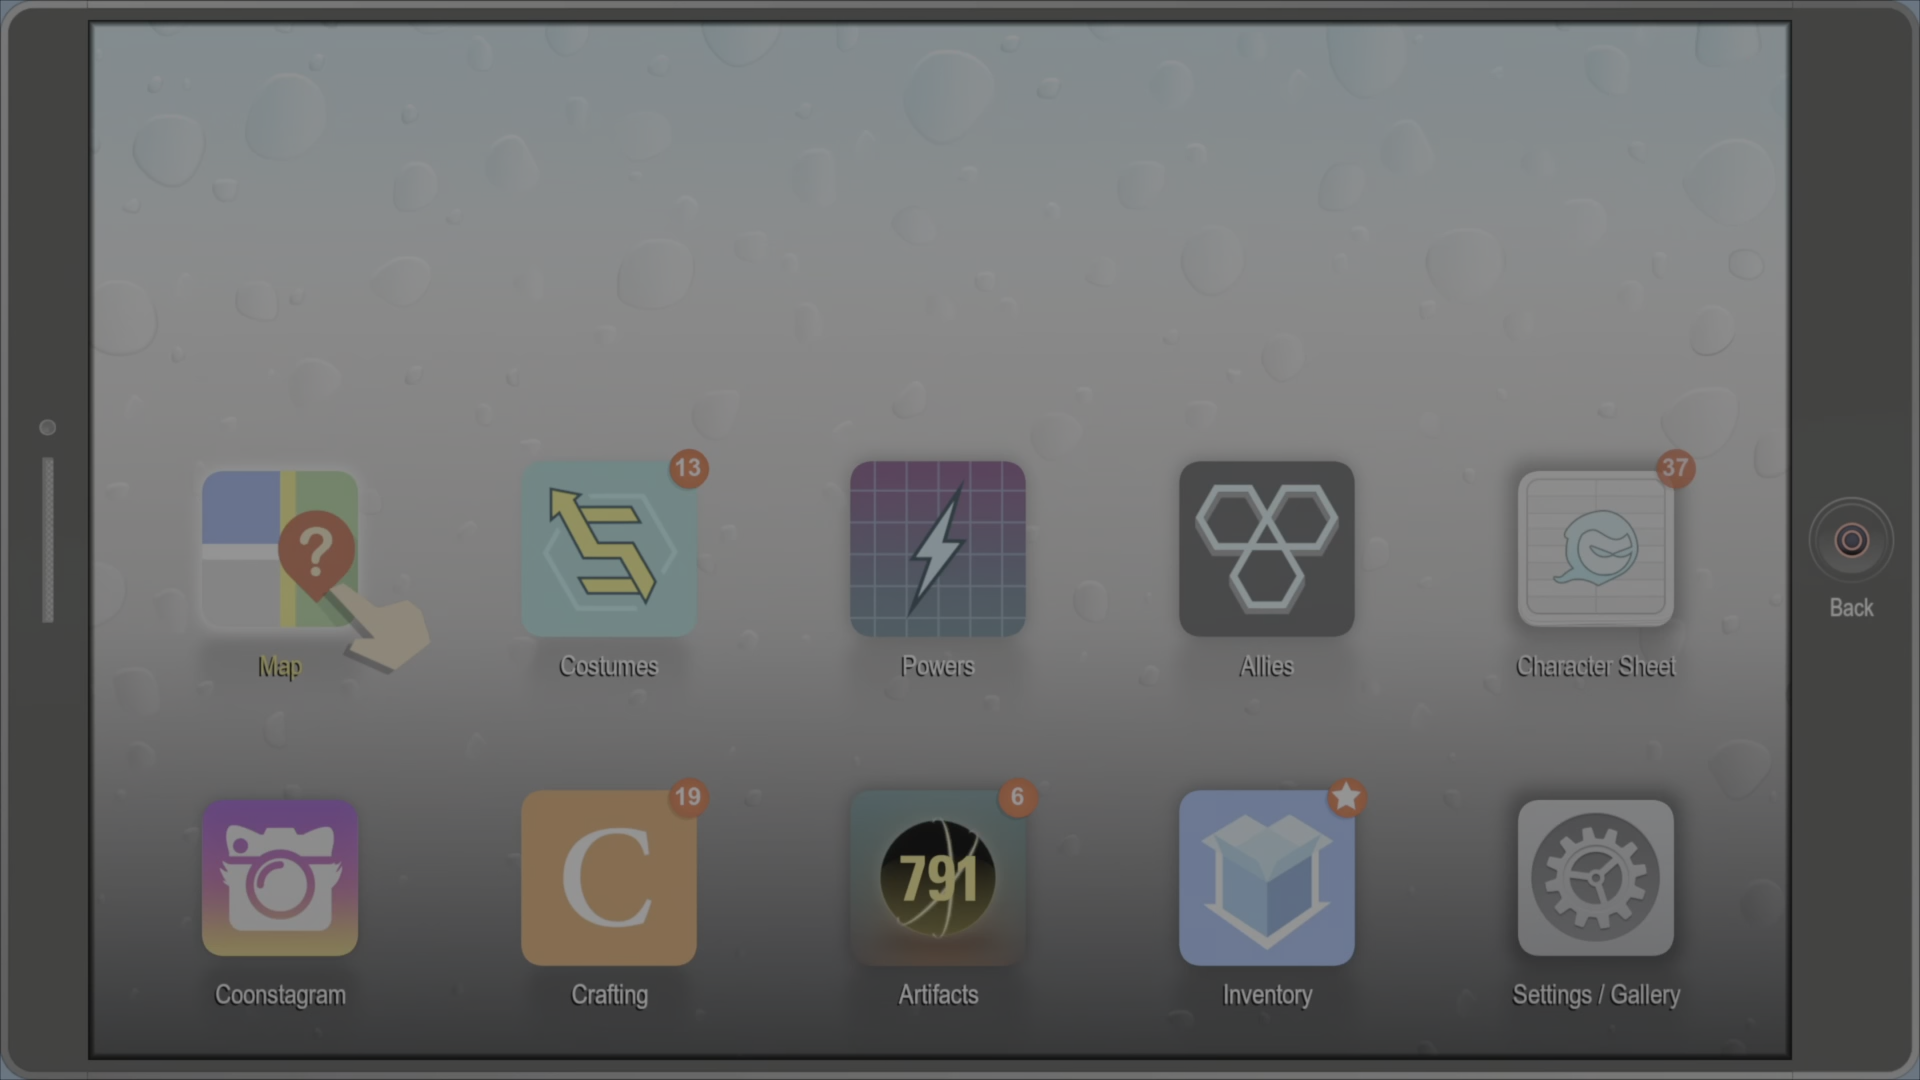 13
37
?
Map
Costumes
Powers
Allies
Character Sheet
Back
19
6
C
791
Coonstagram
Crafting
Artifacts
Inventory
Settings / Gallery